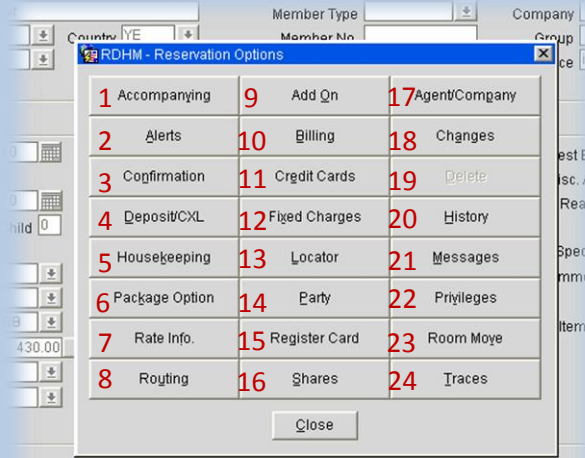 Member Type
Company
Country YE
Member No.
Group
RDHM - Reservation Options
1 Accompanying 9 Add On 17 Agent/Company
2 Alerts 10 Billing 18 Changes
3 Confirmation 11 Credit Cards 19 Delete
4 Deposit/CXL 12 Fixed Charges 20 History
5 Housekeeping 13 Locator 21 Messages
6 Package Option 14 Party 22 Privileges
7 Rate Info. 15 Register Card 23 Room Move
8 Routing 16 Shares 24 Traces
0
430.00
Close